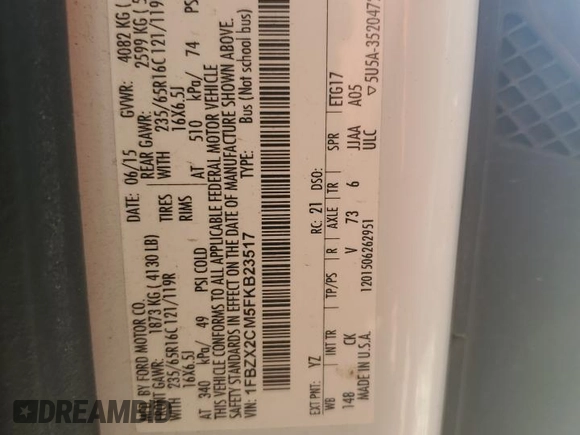 MFD. BY FORD MOTOR CO.
DATE: 06/15 GVWR: 4082 KG (
FRONT GAWR: 1873 KG ( 4130 LB) REAR GAWR: 2599 KG ( 5
WITH 235/65R16C 121/119R TIRES WITH 235/65R16C 121/119
16X6.5J RIMS 16X6.5J
AT 340 kPa/ 49 PSI COLD AT 510 kPa/ 74 PS
THIS VEHICLE CONFORMS TO ALL APPLICABLE FEDERAL MOTOR VEHICLE
SAFETY STANDARDS IN EFFECT ON THE DATE OF MANUFACTURE SHOWN ABOVE.
VIN: 1FBZX2CM5FKB23517 TYPE: Bus (Not school bus)
EXT PNT: YZ RC: 21 DSO:
WB INT TR TP/PS R AXLE TR SPR ETG17
148 CK V 73 6 JJAA A05
ULC
MADE IN U.S.A. 1201506262951 ▽ 5U5A-3520472
DREAMBID